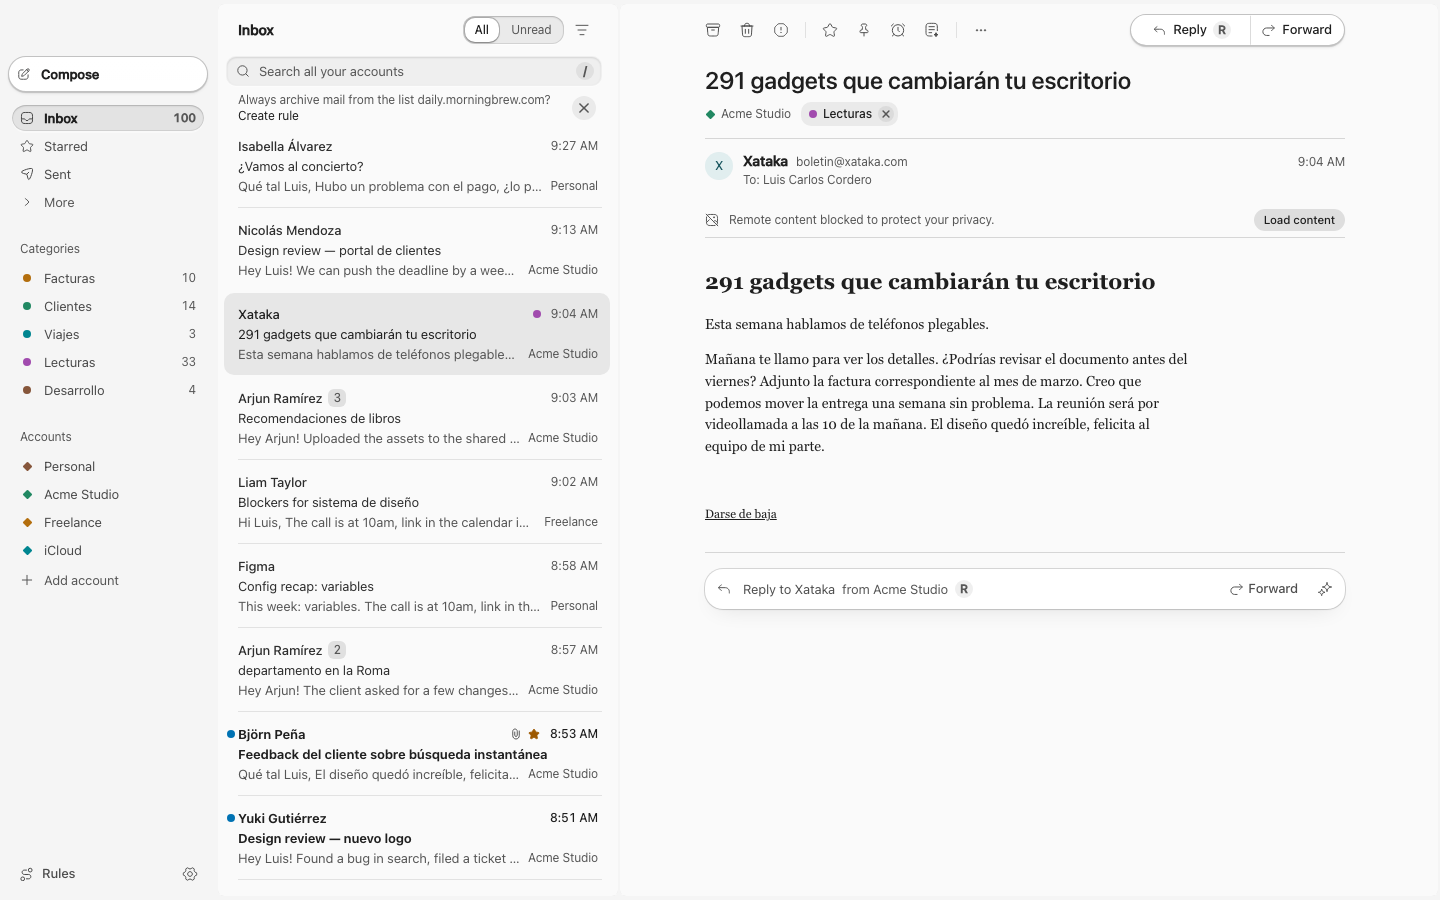 Compose
Inbox 100
Starred
Sent
More
Categories
Facturas 10
Clientes 14
Viajes 3
Lecturas 33
Desarrollo 4
Accounts
Personal
Acme Studio
Freelance
iCloud
Add account
Rules
Inbox
All Unread
Search all your accounts /
Always archive mail from the list daily.morningbrew.com?
Create rule
Isabella Álvarez 9:27 AM
¿Vamos al concierto?
Qué tal Luis, Hubo un problema con el pago, ¿lo p… Personal
Nicolás Mendoza 9:13 AM
Design review — portal de clientes
Hey Luis! We can push the deadline by a wee… Acme Studio
Xataka 9:04 AM
291 gadgets que cambiarán tu escritorio
Esta semana hablamos de teléfonos plegable… Acme Studio
Arjun Ramírez 3 9:03 AM
Recomendaciones de libros
Hey Arjun! Uploaded the assets to the shared … Acme Studio
Liam Taylor 9:02 AM
Blockers for sistema de diseño
Hi Luis, The call is at 10am, link in the calendar i… Freelance
Figma 8:58 AM
Config recap: variables
This week: variables. The call is at 10am, link in th… Personal
Arjun Ramírez 2 8:57 AM
departamento en la Roma
Hey Arjun! The client asked for a few changes… Acme Studio
Björn Peña 8:53 AM
Feedback del cliente sobre búsqueda instantánea
Qué tal Luis, El diseño quedó increíble, felicita… Acme Studio
Yuki Gutiérrez 8:51 AM
Design review — nuevo logo
Hey Luis! Found a bug in search, filed a ticket … Acme Studio
Reply R Forward
291 gadgets que cambiarán tu escritorio
Acme Studio Lecturas
X Xataka boletin@xataka.com 9:04 AM
To: Luis Carlos Cordero
Remote content blocked to protect your privacy. Load content
291 gadgets que cambiarán tu escritorio
Esta semana hablamos de teléfonos plegables.
Mañana te llamo para ver los detalles. ¿Podrías revisar el documento antes del
viernes? Adjunto la factura correspondiente al mes de marzo. Creo que
podemos mover la entrega una semana sin problema. La reunión será por
videollamada a las 10 de la mañana. El diseño quedó increíble, felicita al
equipo de mi parte.
Darse de baja
Reply to Xataka from Acme Studio R Forward